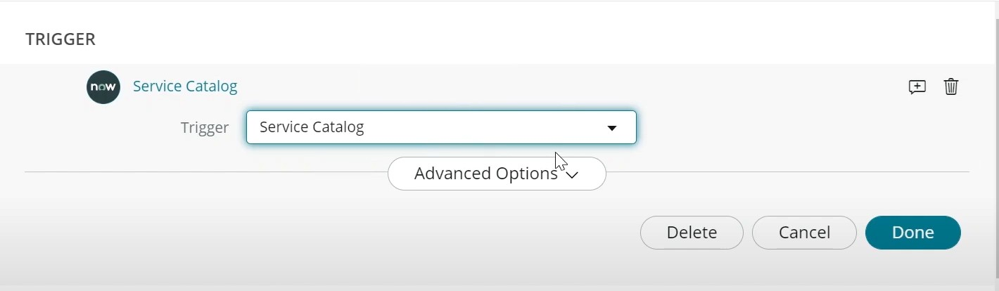 TRIGGER
now Service Catalog
Trigger Service Catalog
Advanced Options
Delete Cancel Done